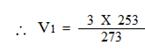 ∴ V₁ = 3 X 253
273